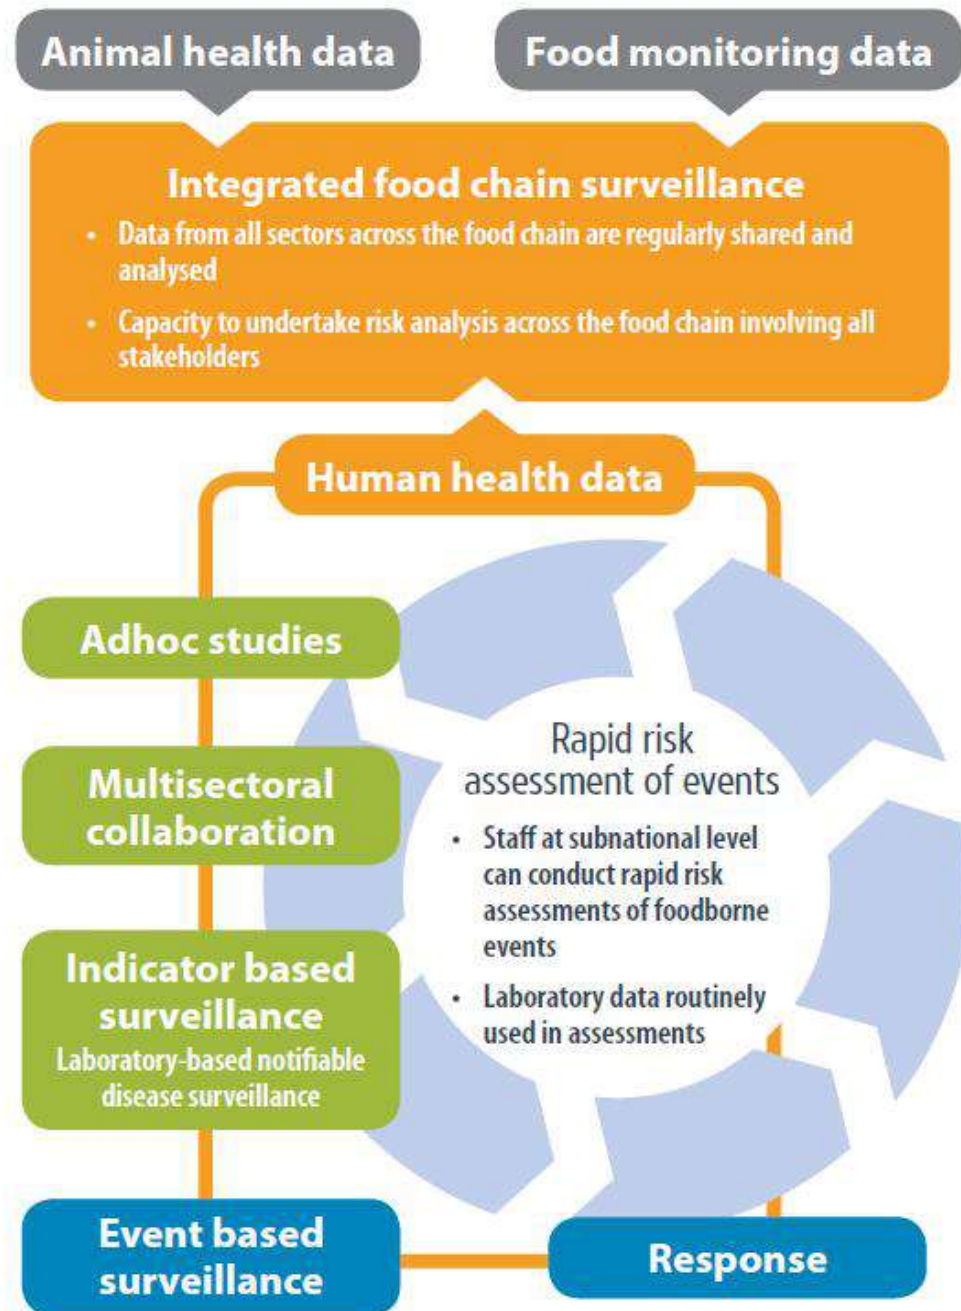 Animal health data
Food monitoring data
Integrated food chain surveillance
• Data from all sectors across the food chain are regularly shared and
analysed
• Capacity to undertake risk analysis across the food chain involving all
stakeholders
Human health data
Adhoc studies
Multisectoral
collaboration
Indicator based
surveillance
Laboratory-based notifiable
disease surveillance
Rapid risk
assessment of events
• Staff at subnational level
can conduct rapid risk
assessments of foodborne
events
• Laboratory data routinely
used in assessments
Event based
surveillance
Response